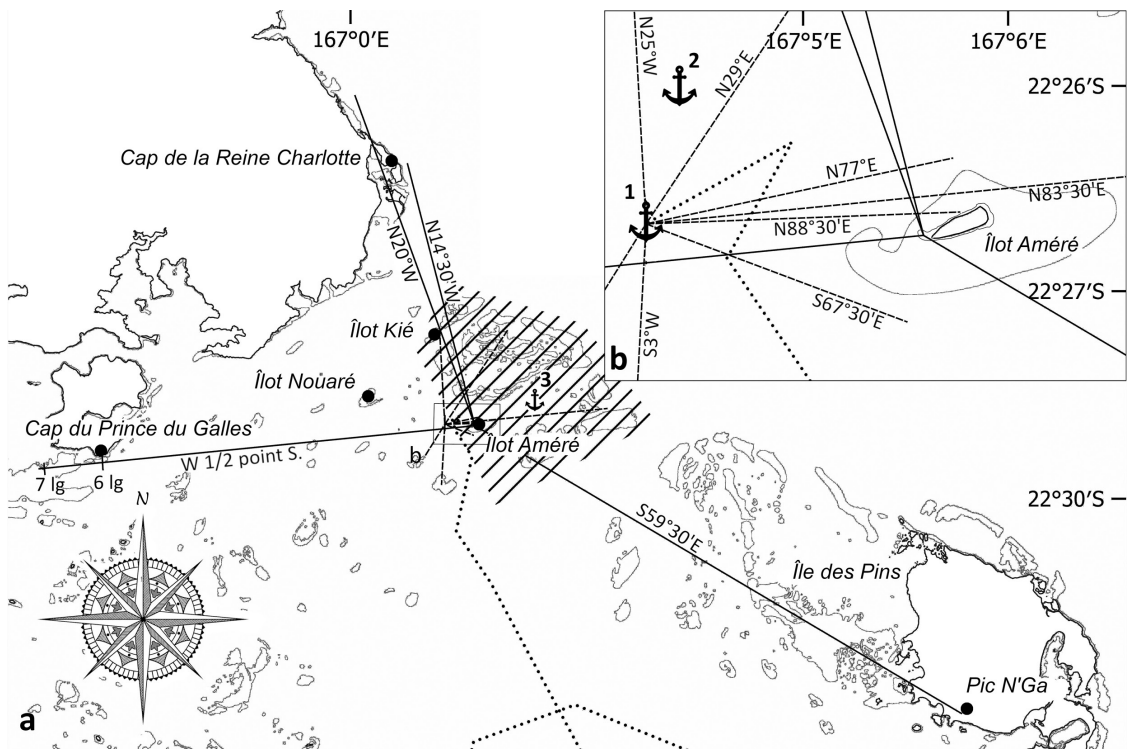 167°0′E
Cap de la Reine Charlotte
N20°W
N14°30'W
Îlot Kié
Îlot Nouaré
3
Cap du Prince du Galles
Îlot Améré
b
W 1/2 point S.
7 lg
6 lg
22°30′S
N
S59°30'E
Île des Pins
Pic N'Ga
a
167°5′E
167°6′E
N25°W
2
N29°E
22°26′S
1
N77°E
N83°30'E
N88°30'E
Îlot Améré
S67°30'E
22°27′S
S3°W
b